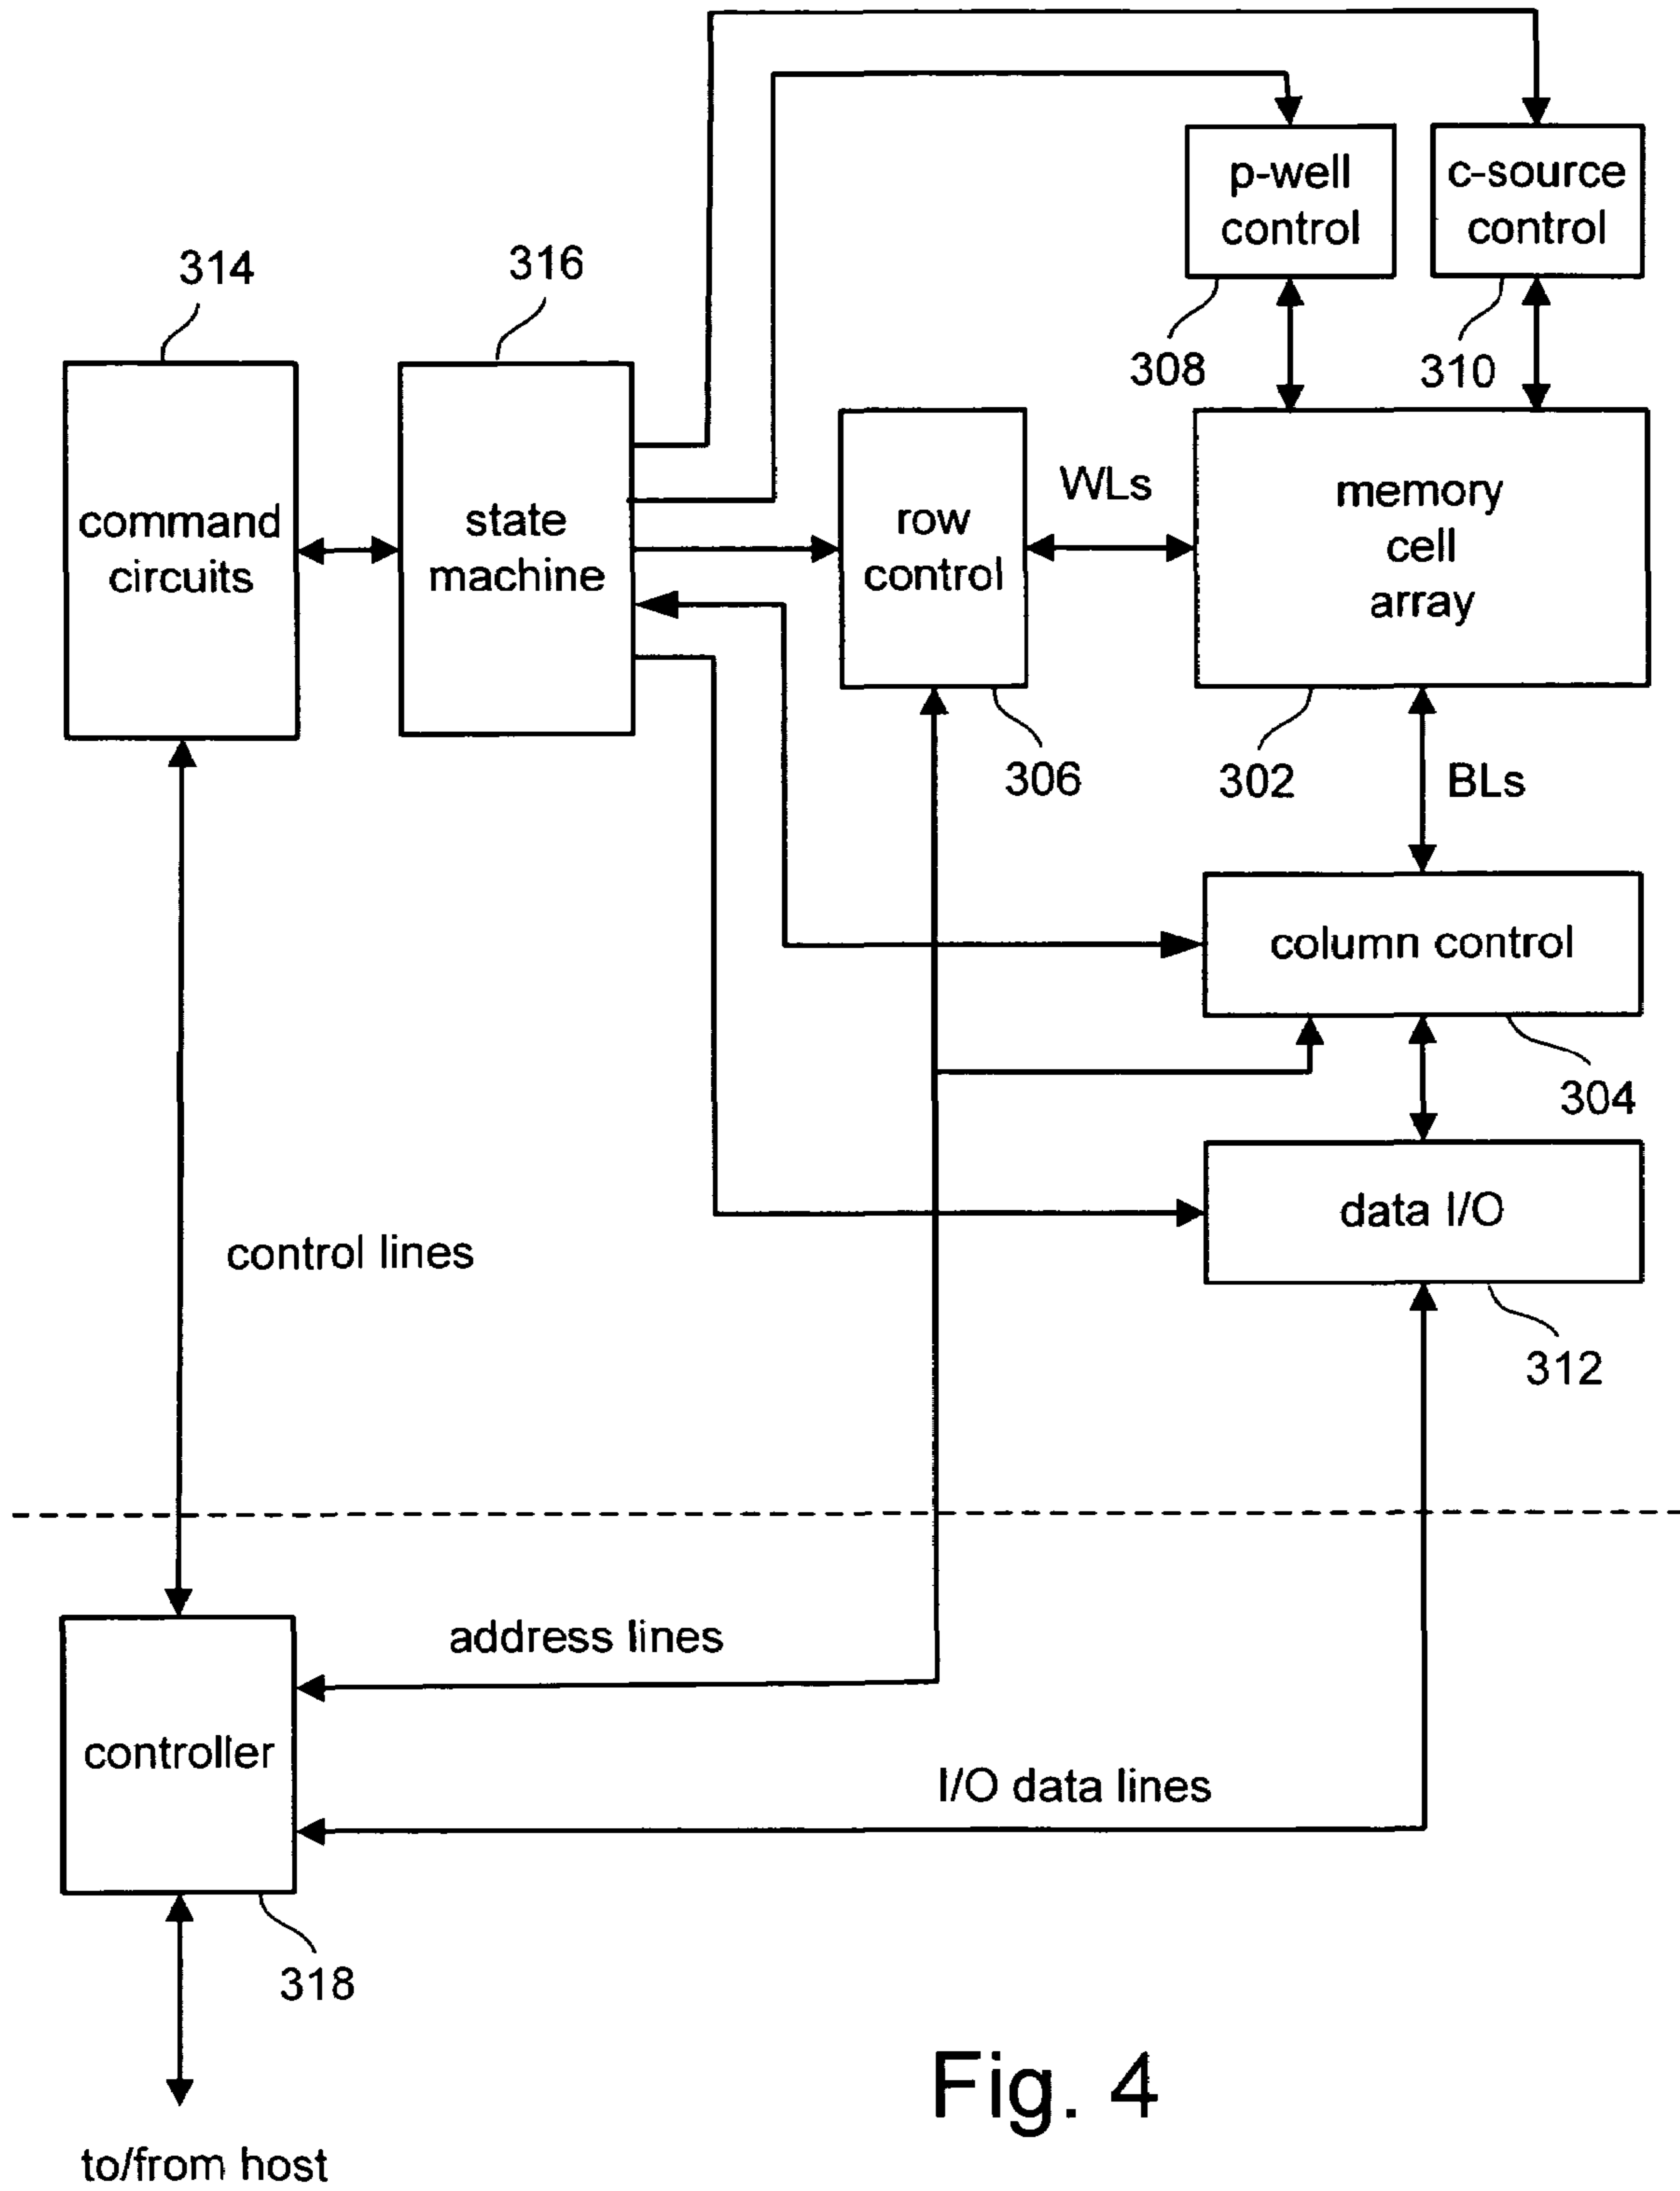 p-well
control
c-source
control
314
316
308
310
command
circuits
state
machine
row
control
WLs
memory
cell
array
306
302
BLs
column control
304
data I/O
control lines
312
address lines
controller
I/O data lines
318
Fig. 4
to/from host